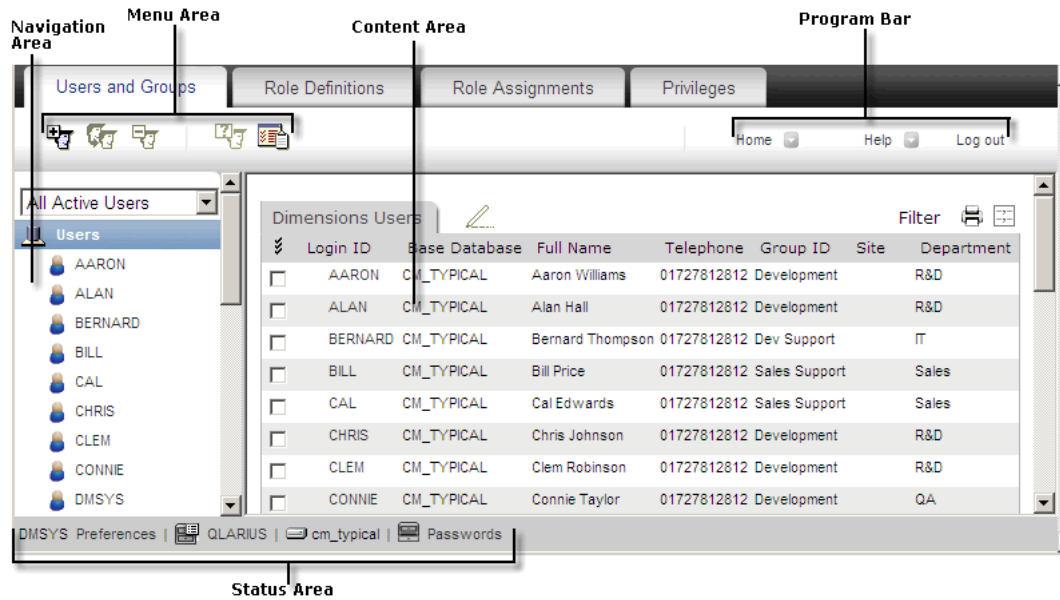 Navigation Area
Menu Area
Content Area
Program Bar
Users and Groups
Role Definitions
Role Assignments
Privileges
Home
Help
Log out
All Active Users
Users
AARON
ALAN
BERNARD
BILL
CAL
CHRIS
CLEM
CONNIE
DMSYS
Dimensions Users
Filter
Login ID Base Database Full Name Telephone Group ID Site Department
AARON CM_TYPICAL Aaron Williams 01727812812 Development R&D
ALAN CM_TYPICAL Alan Hall 01727812812 Development R&D
BERNARD CM_TYPICAL Bernard Thompson 01727812812 Dev Support IT
BILL CM_TYPICAL Bill Price 01727812812 Sales Support Sales
CAL CM_TYPICAL Cal Edwards 01727812812 Sales Support Sales
CHRIS CM_TYPICAL Chris Johnson 01727812812 Development R&D
CLEM CM_TYPICAL Clem Robinson 01727812812 Development R&D
CONNIE CM_TYPICAL Connie Taylor 01727812812 Development QA
DMSYS Preferences | QLARIUS | cm_typical | Passwords
Status Area